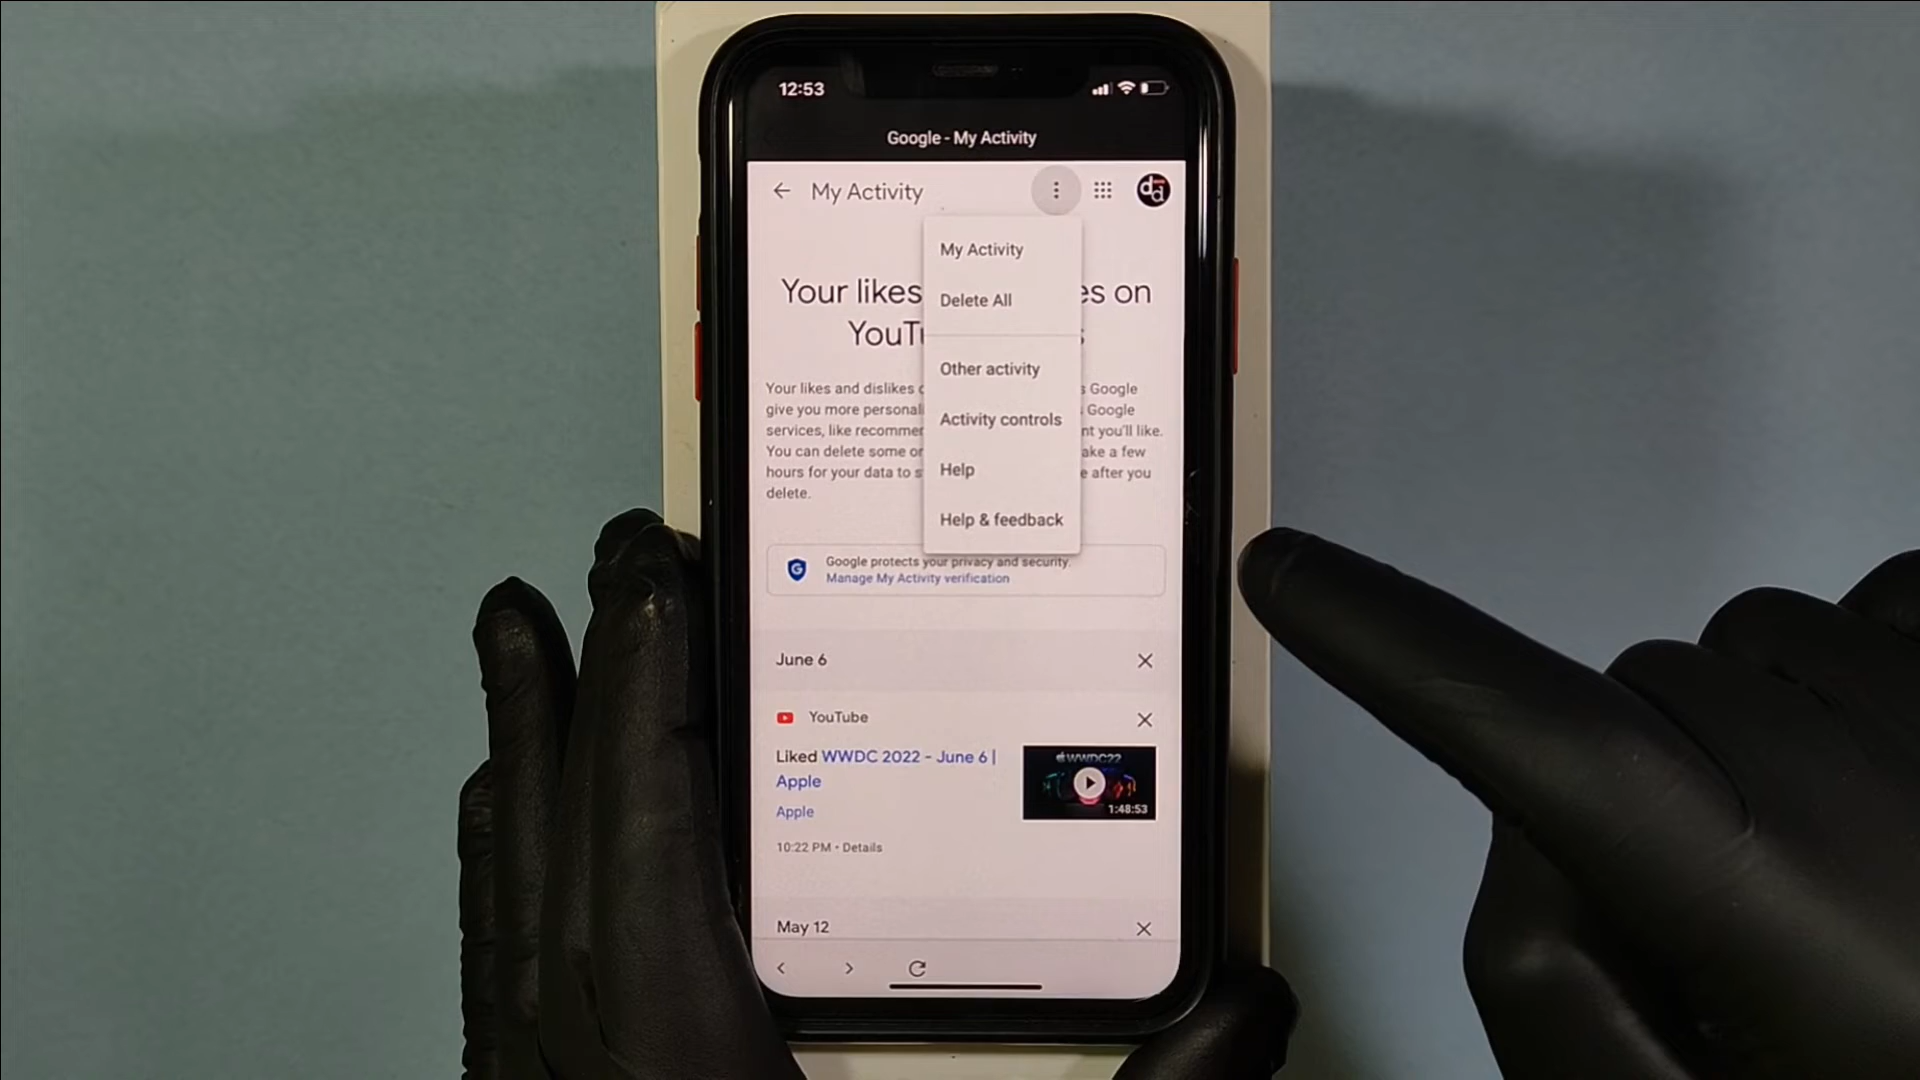 12:53
Google - My Activity
My Activity
My Activity
Delete All
Other activity
Activity controls
Help
Help & feedback
Your likes es on
YouTu
Your likes and dislikes s Google
give you more personal Google
services, like recommen nt you'll like.
You can delete some or ake a few
hours for your data to s e after you
delete.
Google protects your privacy and security.
Manage My Activity verification
June 6
YouTube
Liked WWDC 2022 - June 6 |
Apple
Apple
WWDC22
1:48:53
10:22 PM • Details
May 12